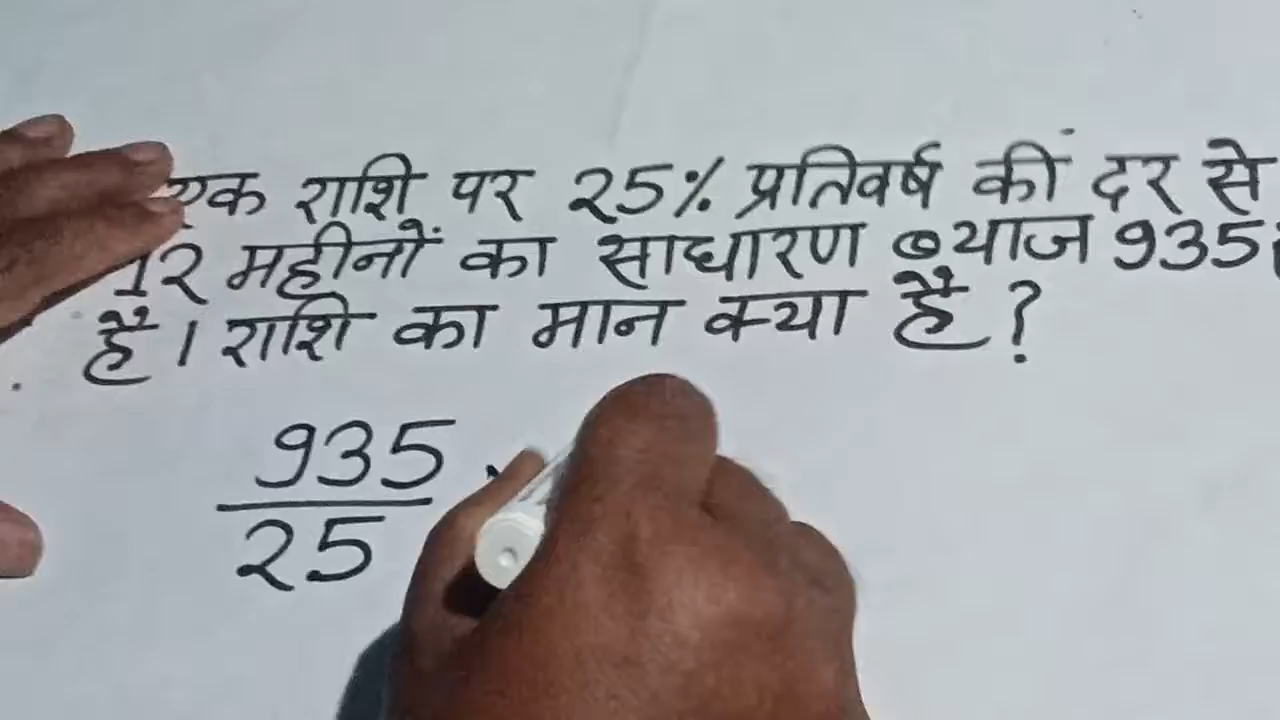 एक राशि पर 25% प्रतिवर्ष की दर से
12 महीनों का साधारण ब्याज 935
है । राशि का मान क्या है ?
935
25